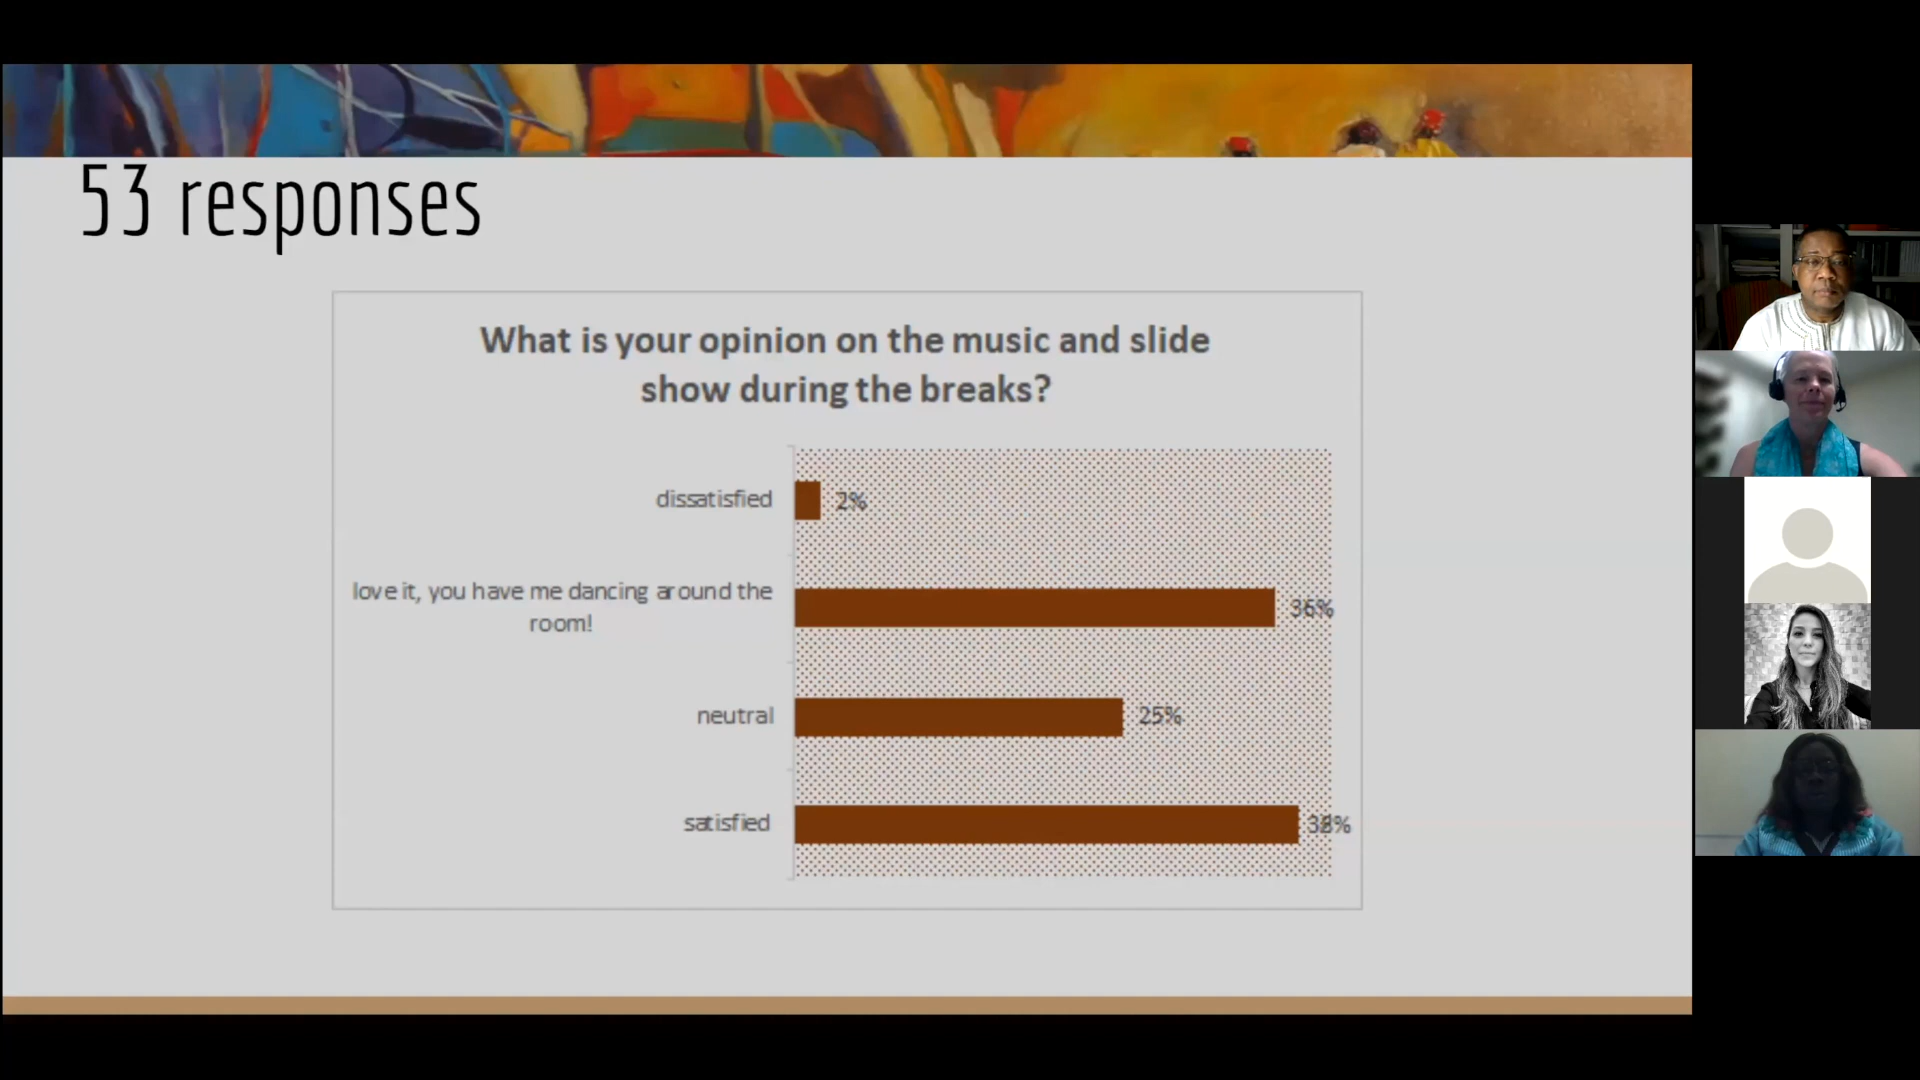 53 responses
What is your opinion on the music and slide
show during the breaks?
dissatisfied
2%
love it, you have me dancing around the
room!
36%
neutral
25%
satisfied
38%